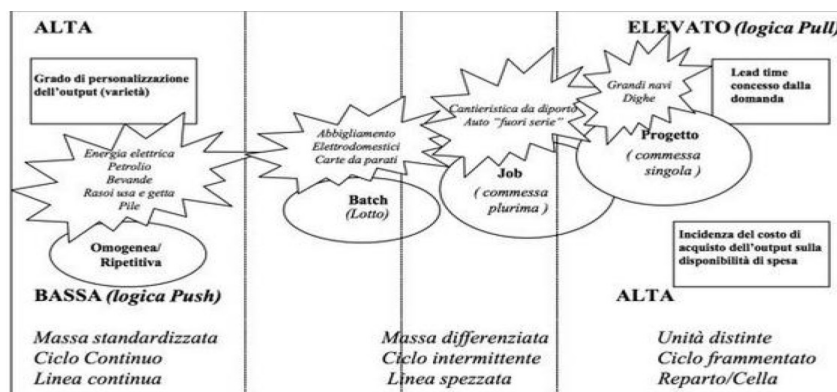 ALTA
ELEVATO (logica Pull)
Grado di personalizzazione
dell'output (varietà)
Energia elettrica
Petrolio
Bevande
Rasoi usa e getta
Pile
Omogenea/
Ripetitiva
Abbigliamento
Elettrodomestici
Carte da parati
Batch
(Lotto)
Cantieristica da diporto
Auto "fuori serie"
Job
( commessa
plurima )
Grandi navi
Dighe
Progetto
( commessa
singola )
Lead time
concesso dalla
domanda
Incidenza del costo di
acquisto dell'output sulla
disponibilità di spesa
BASSA (logica Push)
ALTA
Massa standardizzata
Ciclo Continuo
Linea continua
Massa differenziata
Ciclo intermittente
Linea spezzata
Unità distinte
Ciclo frammentato
Reparto/Cella